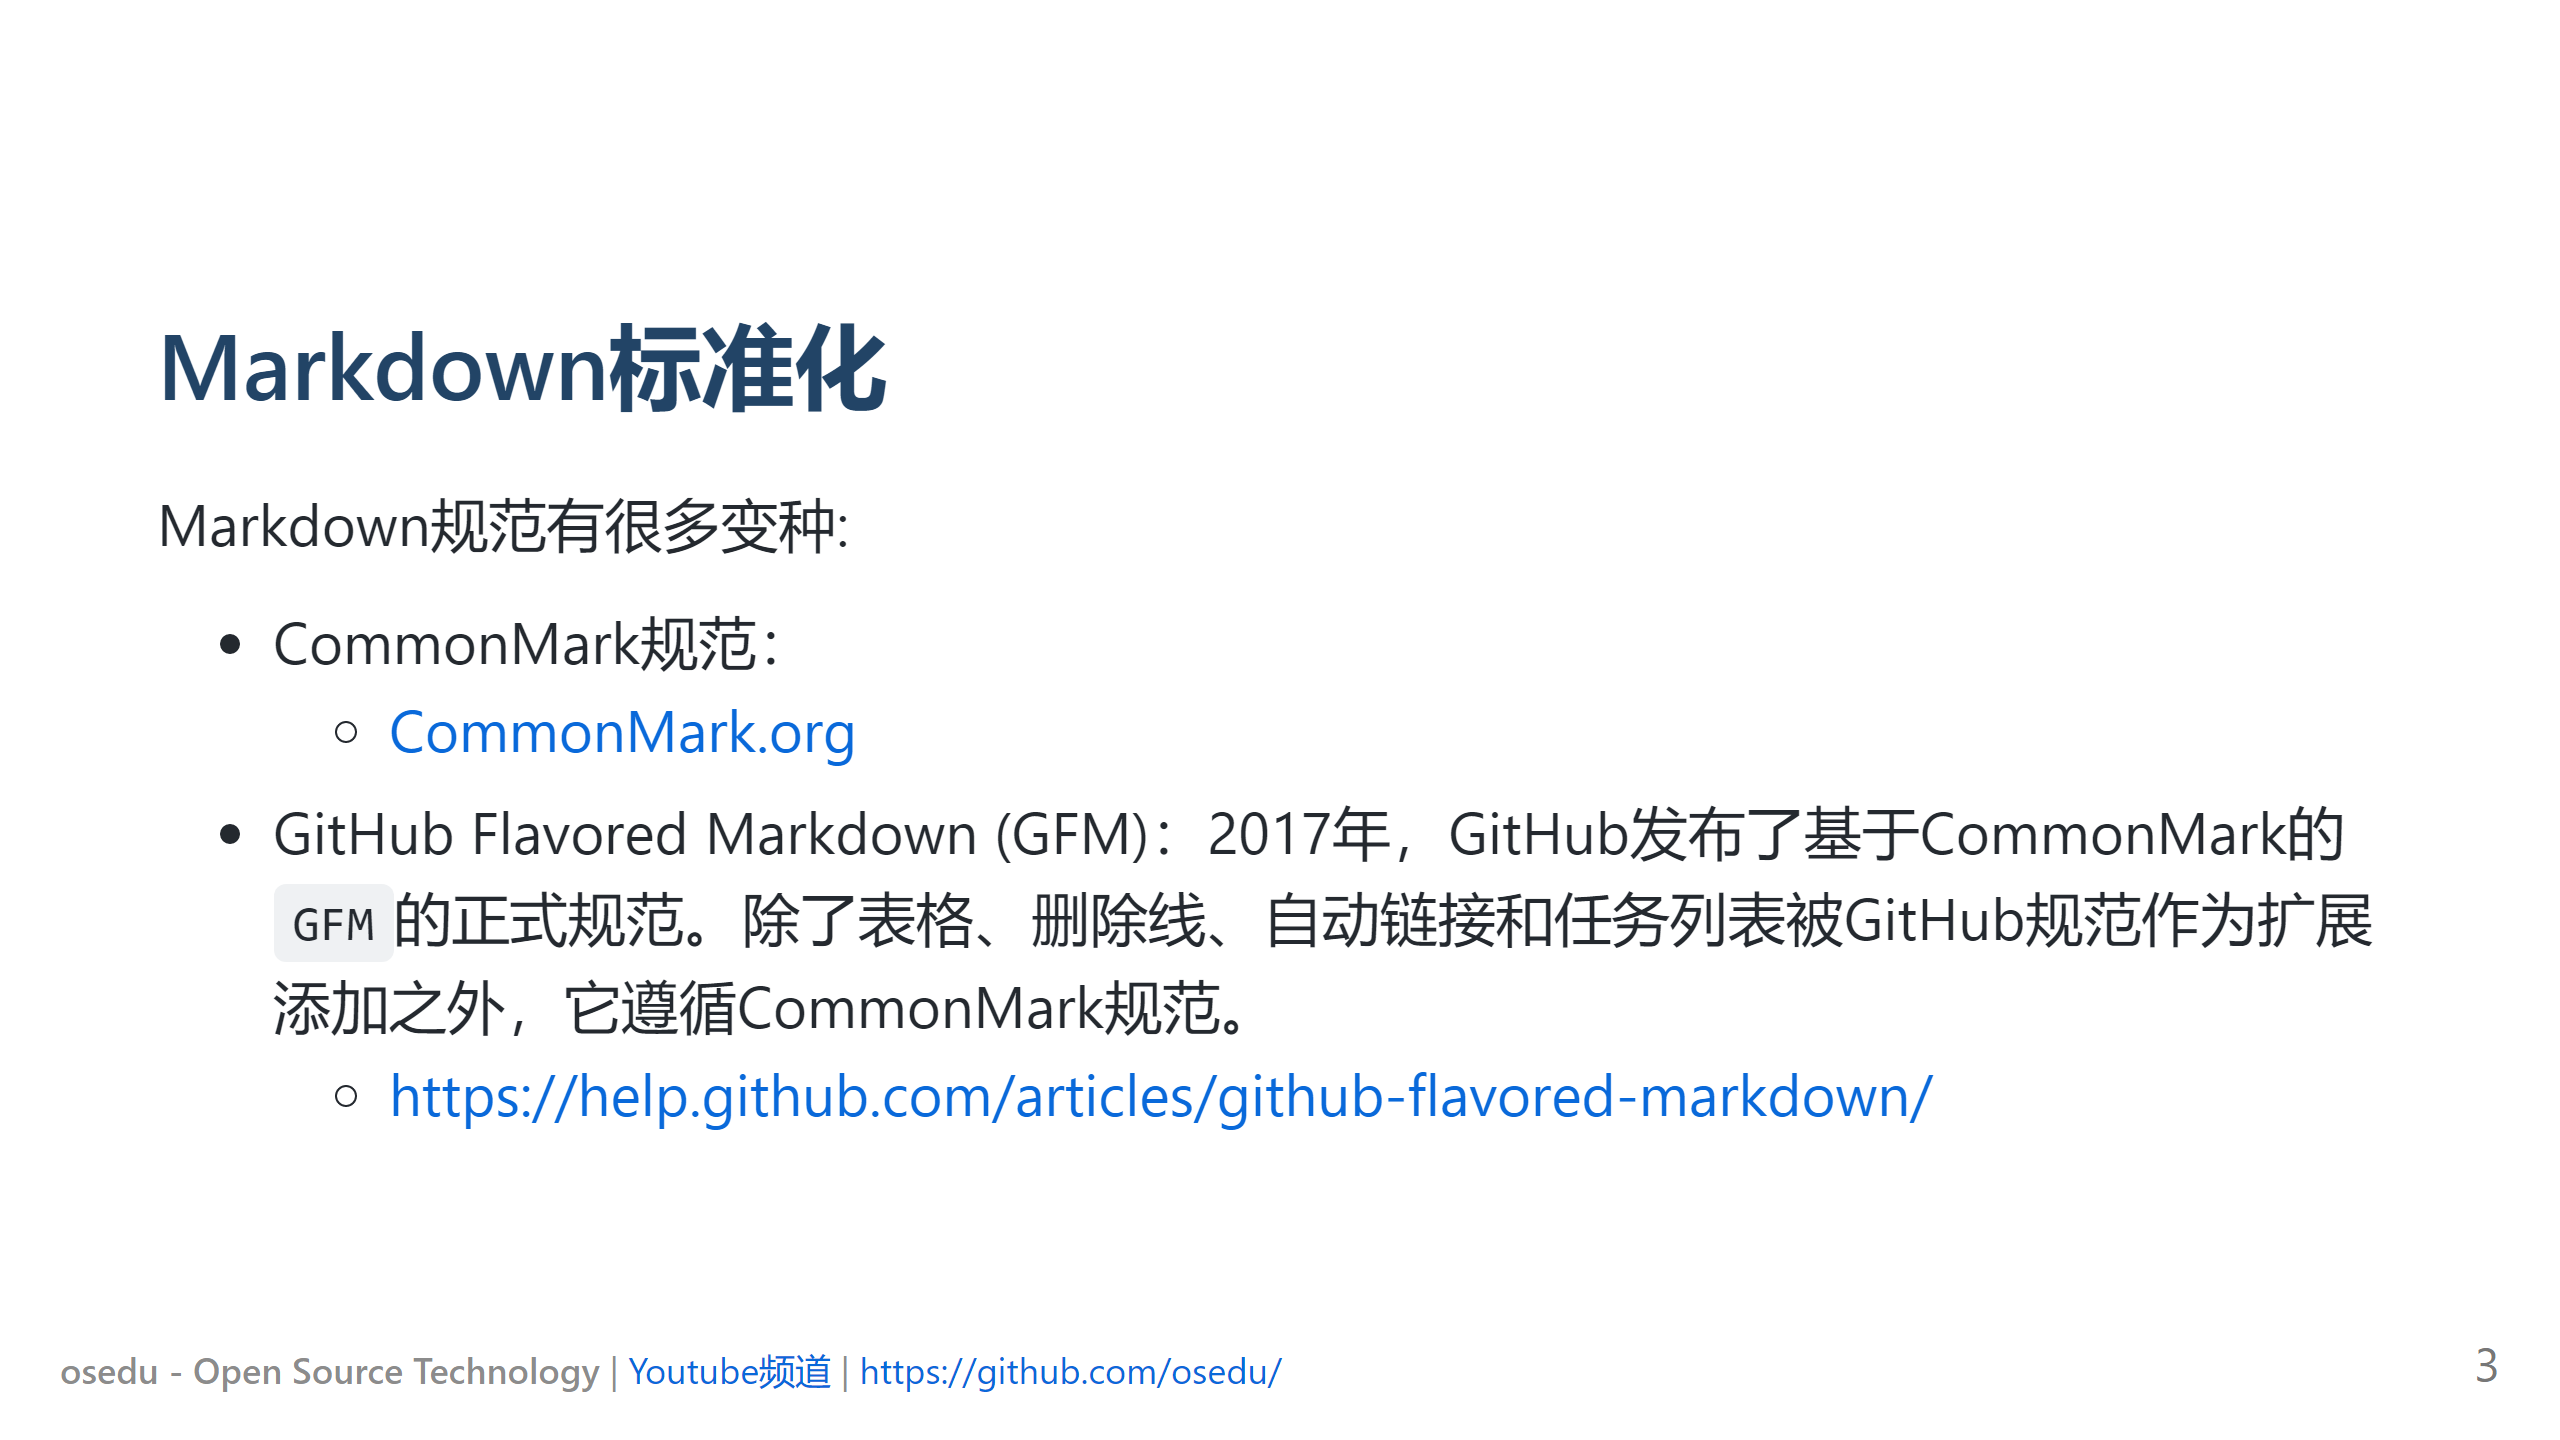 Markdown标准化
Markdown规范有很多变种:
CommonMark规范：
CommonMark.org
GitHub Flavored Markdown (GFM)：2017年，GitHub发布了基于CommonMark的
GFM的正式规范。除了表格、删除线、自动链接和任务列表被GitHub规范作为扩展
添加之外，它遵循CommonMark规范。
https://help.github.com/articles/github-flavored-markdown/
osedu - Open Source Technology | Youtube频道 | https://github.com/osedu/
3